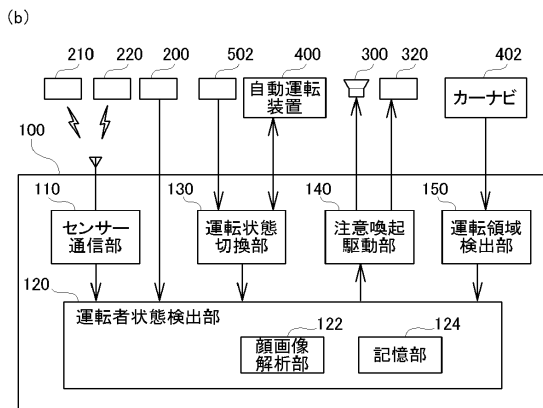 (b)
210
220
200
502
400
300
320
402
自動運転
装置
カーナビ
100
110
センサー
通信部
130
運転状態
切換部
140
注意喚起
駆動部
150
運転領域
検出部
120
運転者状態検出部
122
顔画像
解析部
124
記憶部